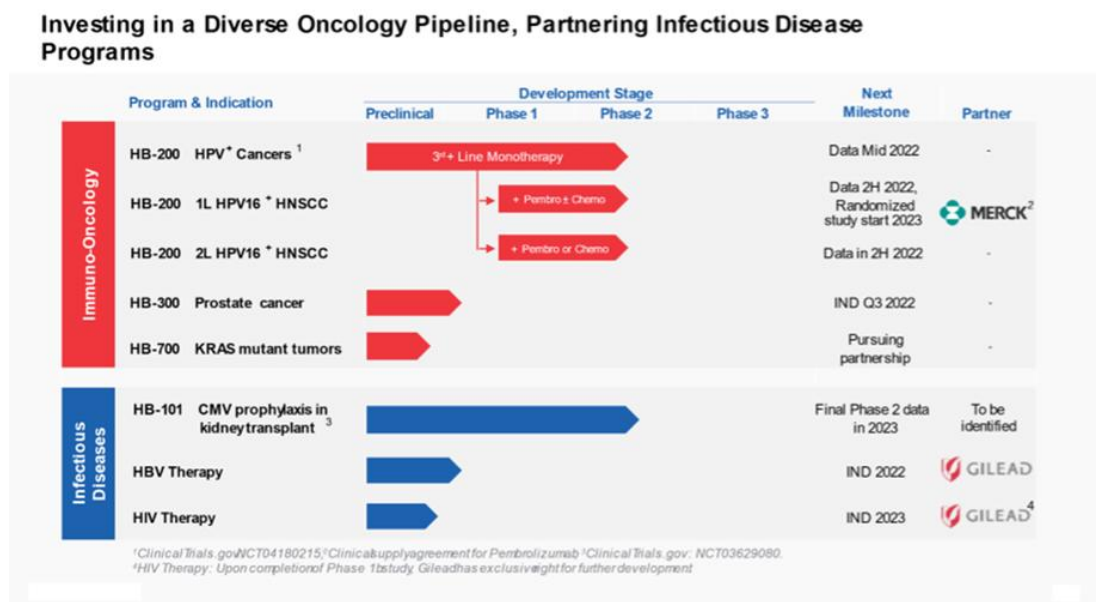 Investing in a Diverse Oncology Pipeline, Partnering Infectious Disease
Programs
Program & Indication
Development Stage
Preclinical Phase 1 Phase 2 Phase 3
Next
Milestone
Partner
Immuno-Oncology
HB-200 HPV+ Cancers 1
3rd+ Line Monotherapy
Data Mid 2022
-
HB-200 1L HPV16 + HNSCC
+ Pembro ± Chemo
Data 2H 2022,
Randomized
study start 2023
MERCK2
HB-200 2L HPV16 + HNSCC
+ Pembro or Chemo
Data in 2H 2022
-
HB-300 Prostate cancer
IND Q3 2022
-
HB-700 KRAS mutant tumors
Pursuing
partnership
-
Infectious
Diseases
HB-101 CMV prophylaxis in
kidney transplant 3
Final Phase 2 data
in 2023
To be
identified
HBV Therapy
IND 2022
GILEAD
HIV Therapy
IND 2023
GILEAD4
1ClinicalTrials.gov NCT04180215; 2Clinical supply agreement for Pembrolizumab 3ClinicalTrials.gov: NCT03629080.
4HIV Therapy: Upon completion of Phase 1b study, Gilead has exclusive right for further development